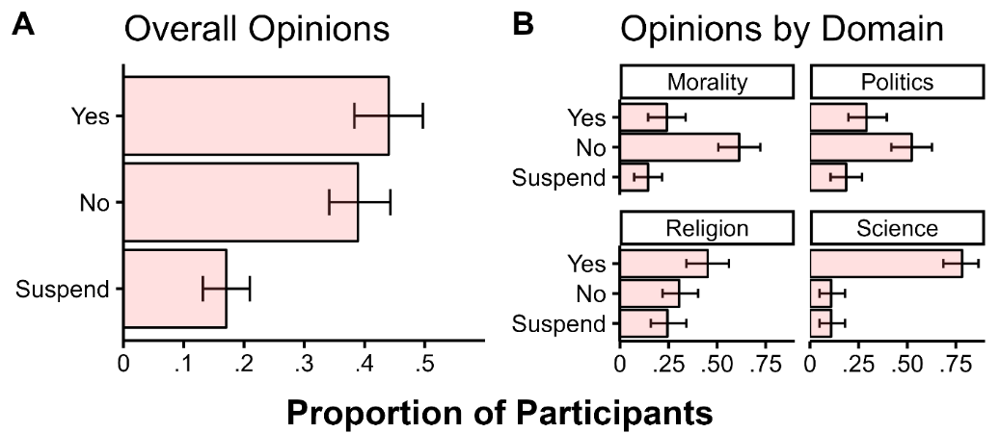 A Overall Opinions
Yes
No
Suspend
0 .1 .2 .3 .4 .5
B Opinions by Domain
Morality Politics
Yes
No
Suspend
Religion Science
Yes
No
Suspend
0 .25 .50 .75 0 .25 .50 .75
Proportion of Participants